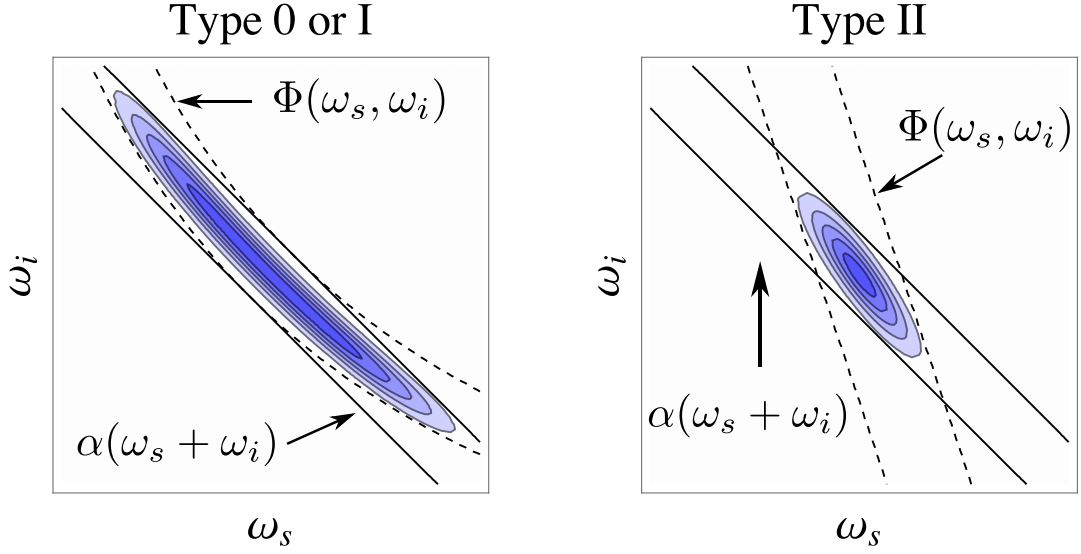 Type 0 or I
Φ(ωₛ, ωᵢ)
α(ωₛ + ωᵢ)
ωᵢ
ωₛ
Type II
Φ(ωₛ, ωᵢ)
α(ωₛ + ωᵢ)
ωᵢ
ωₛ